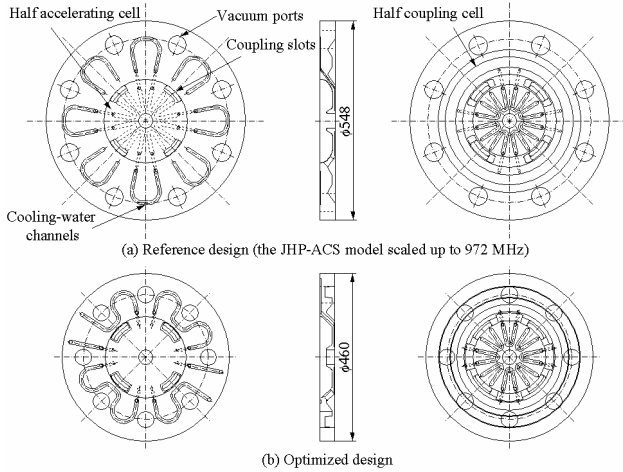 Half accelerating cell
Vacuum ports
Coupling slots
Half coupling cell
ϕ548
Cooling-water
channels
(a) Reference design (the JHP-ACS model scaled up to 972 MHz)
ϕ460
(b) Optimized design